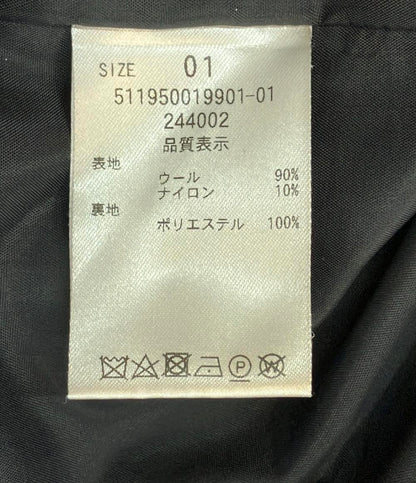 SIZE 01
511950019901-01
244002
品質表示
表地
ウール 90%
ナイロン 10%
裏地
ポリエステル 100%